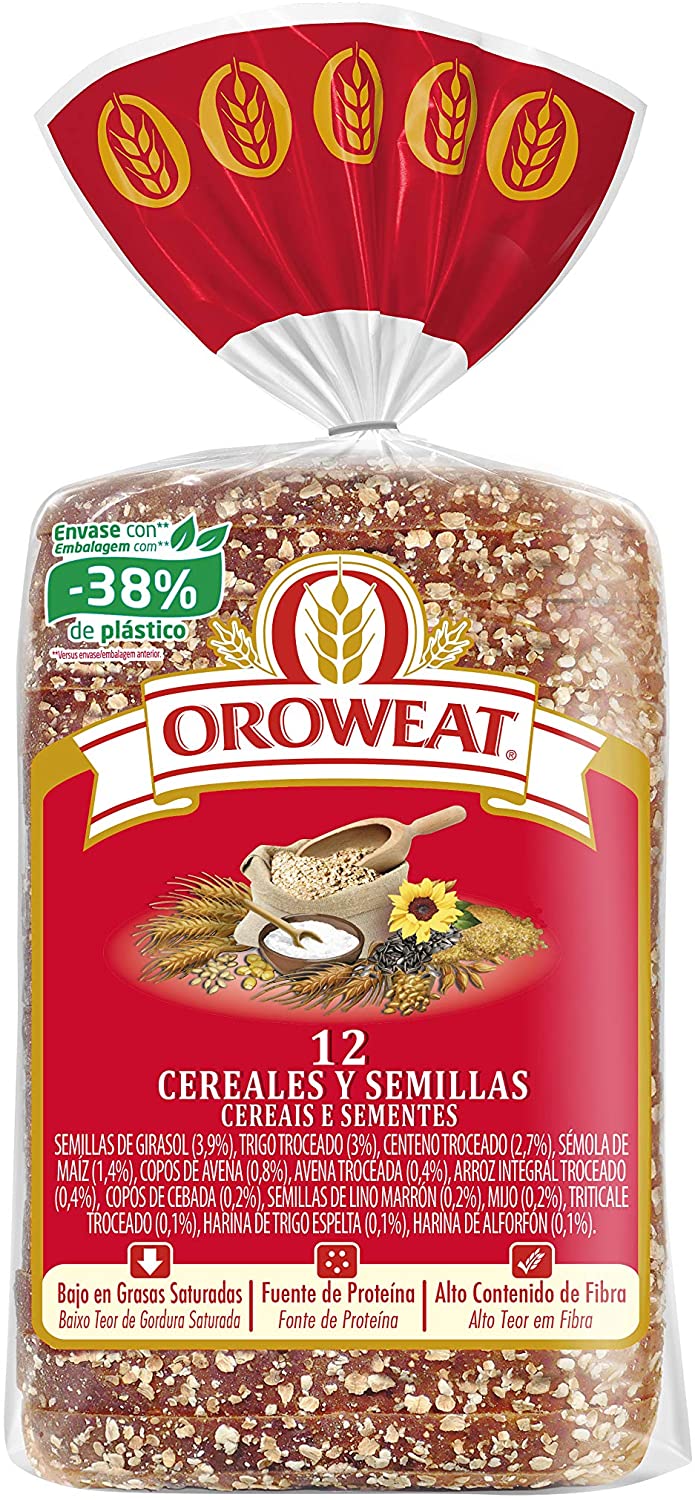 Envase con**
Embalagem com**
-38%
de plástico
**Versus envase/embalagem anterior.
OROWEAT®
12
CEREALES Y SEMILLAS
CEREAIS E SEMENTES
SEMILLAS DE GIRASOL (3,9%), TRIGO TROCEADO (3%), CENTENO TROCEADO (2,7%), SÉMOLA DE
MAÍZ (1,4%), COPOS DE AVENA (0,8%), AVENA TROCEADA (0,4%), ARROZ INTEGRAL TROCEADO
(0,4%), COPOS DE CEBADA (0,2%), SEMILLAS DE LINO MARRÓN (0,2%), MIJO (0,2%), TRITICALE
TROCEADO (0,1%), HARINA DE TRIGO ESPELTA (0,1%), HARINA DE ALFORFÓN (0,1%).
Bajo en Grasas Saturadas
Baixo Teor de Gordura Saturada
Fuente de Proteína
Fonte de Proteína
Alto Contenido de Fibra
Alto Teor em Fibra